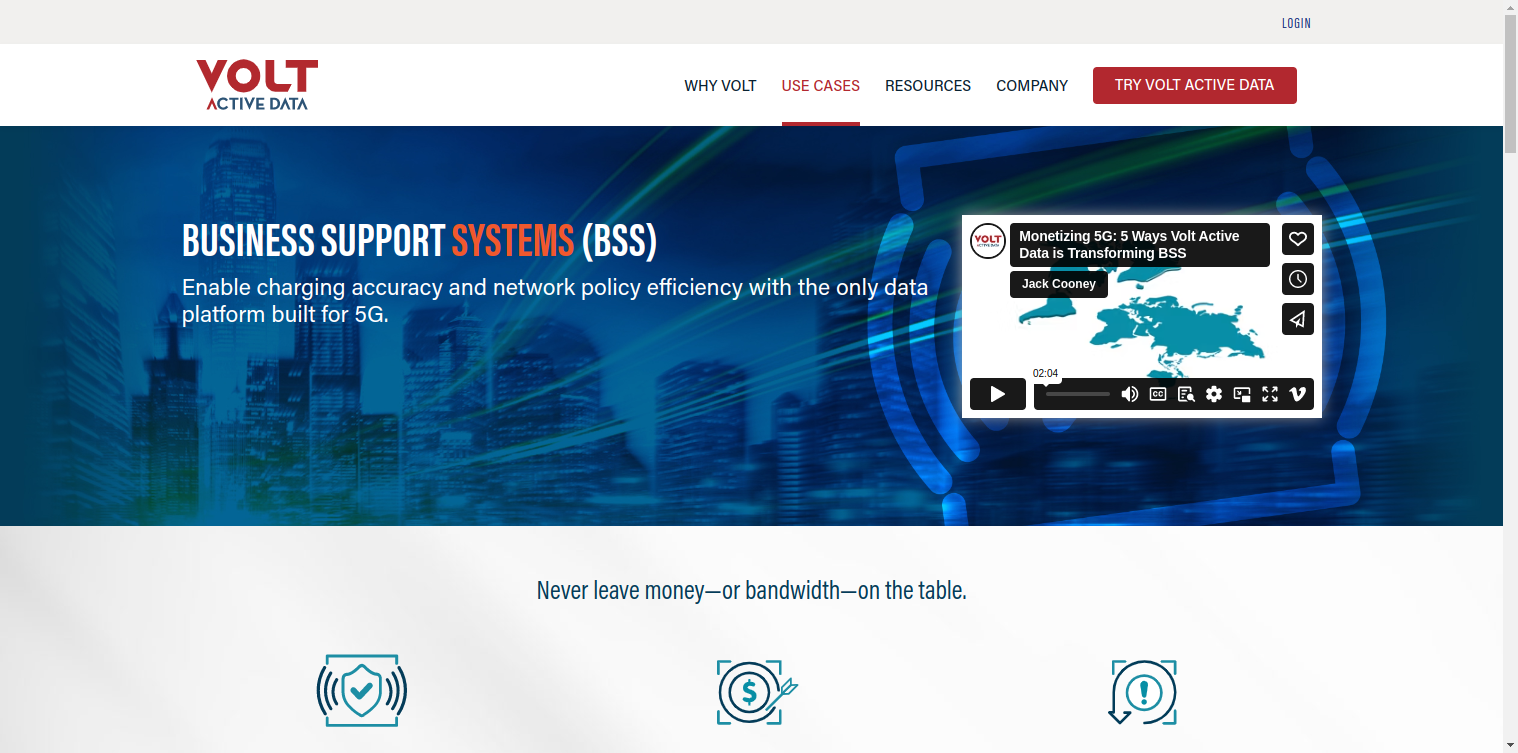 LOGIN
VOLT
ACTIVE DATA
WHY VOLT
USE CASES
RESOURCES
COMPANY
TRY VOLT ACTIVE DATA
BUSINESS SUPPORT SYSTEMS (BSS)
Enable charging accuracy and network policy efficiency with the only data
platform built for 5G.
VOLT
ACTIVE DATA
Monetizing 5G: 5 Ways Volt Active
Data is Transforming BSS
Jack Cooney
02:04
CC
Never leave money—or bandwidth—on the table.
$